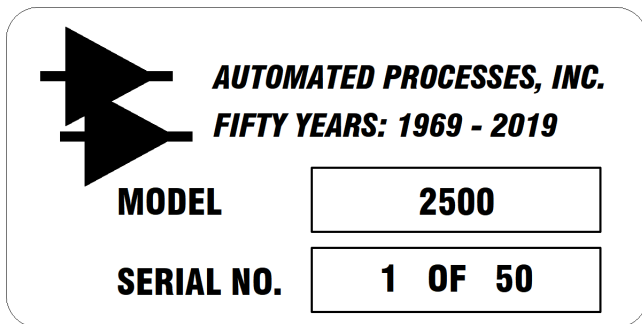 AUTOMATED PROCESSES, INC.
FIFTY YEARS: 1969 - 2019
MODEL 2500
SERIAL NO. 1 OF 50